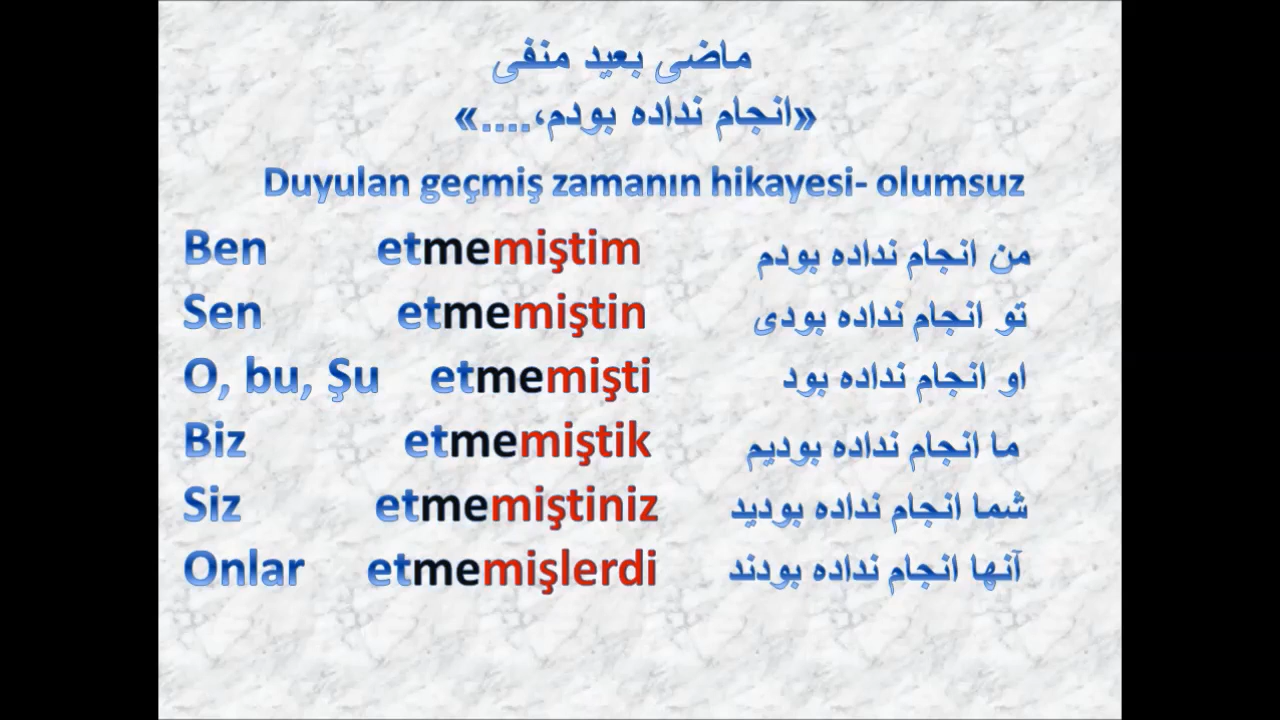 ماضی بعید منفی
«انجام نداده بودم،....»
Duyulan geçmiş zamanın hikayesi- olumsuz
Ben etmemiştim من انجام نداده بودم
Sen etmemiştin تو انجام نداده بودی
O, bu, Şu etmemişti او انجام نداده بود
Biz etmemiştik ما انجام نداده بودیم
Siz etmemiştiniz شما انجام نداده بودید
Onlar etmemişlerdi آنها انجام نداده بودند